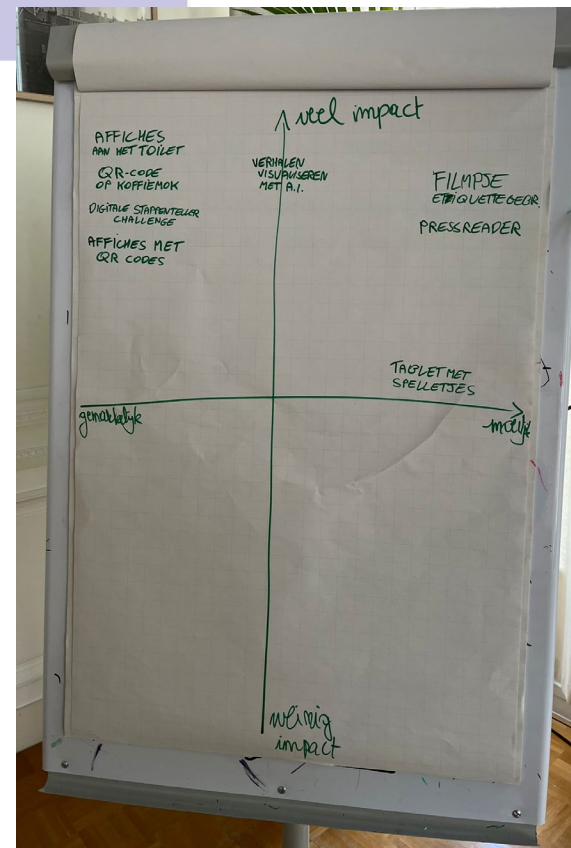 veel impact
AFFICHES
AAN HET TOILET
QR-CODE
OP KOFFIEMOK
DIGITALE STAPPENTELLER
CHALLENGE
AFFICHES MET
QR CODES
VERHALEN
VISUALISEREN
MET A.I.
FILMPJE
ETIQUETTEGEBR.
PRESSREADER
TABLET MET
SPELLETJES
gemakkelijk
moeilijk
weinig
impact